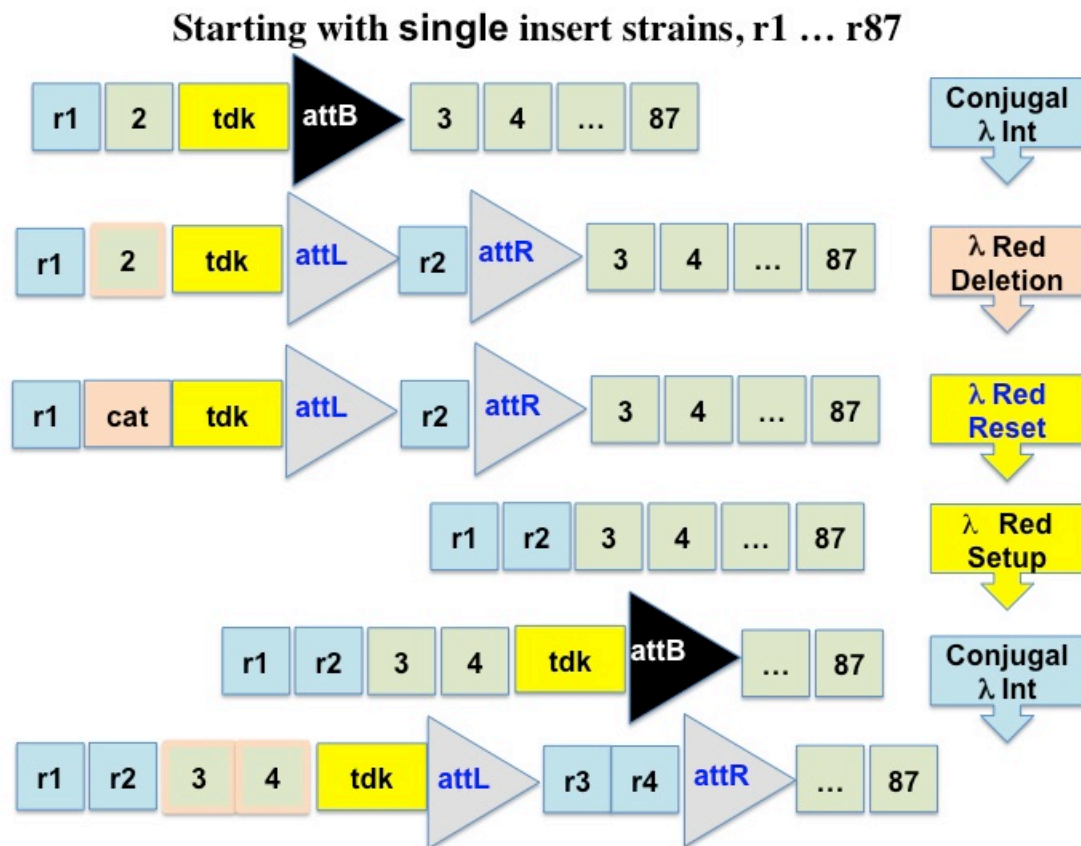 Starting with single insert strains, r1 … r87
r1 2 tdk attB 3 4 … 87
Conjugal
λ Int
r1 2 tdk attL r2 attR 3 4 … 87
λ Red
Deletion
r1 cat tdk attL r2 attR 3 4 … 87
λ Red
Reset
r1 r2 3 4 … 87
λ Red
Setup
r1 r2 3 4 tdk attB … 87
Conjugal
λ Int
r1 r2 3 4 tdk attL r3 r4 attR … 87